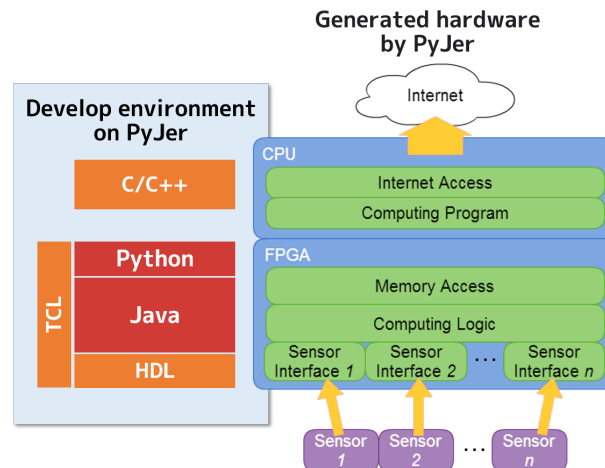 Generated hardware
by PyJer
Internet
Develop environment
on PyJer
CPU
C/C++
Internet Access
Computing Program
FPGA
TCL
Python
Memory Access
Java
Computing Logic
HDL
Sensor
Interface 1
Sensor
Interface 2
...
Sensor
Interface n
Sensor
1
Sensor
2
...
Sensor
n